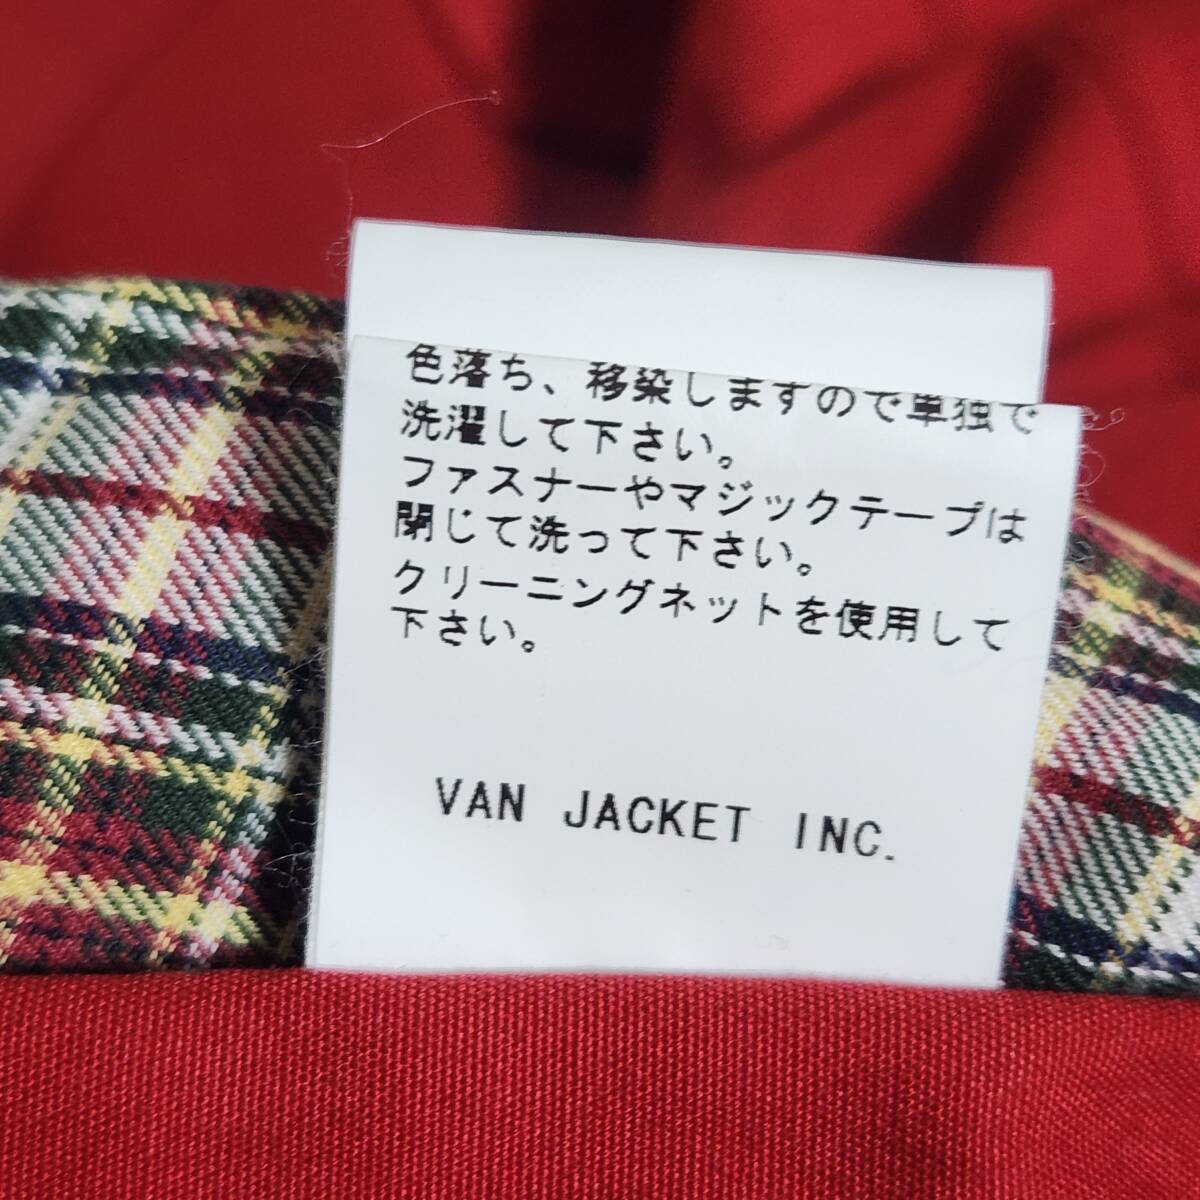 色落ち、移染しますので単独で
洗濯して下さい。
ファスナーやマジックテープは
閉じて洗って下さい。
クリーニングネットを使用して
下さい。
VAN JACKET INC.